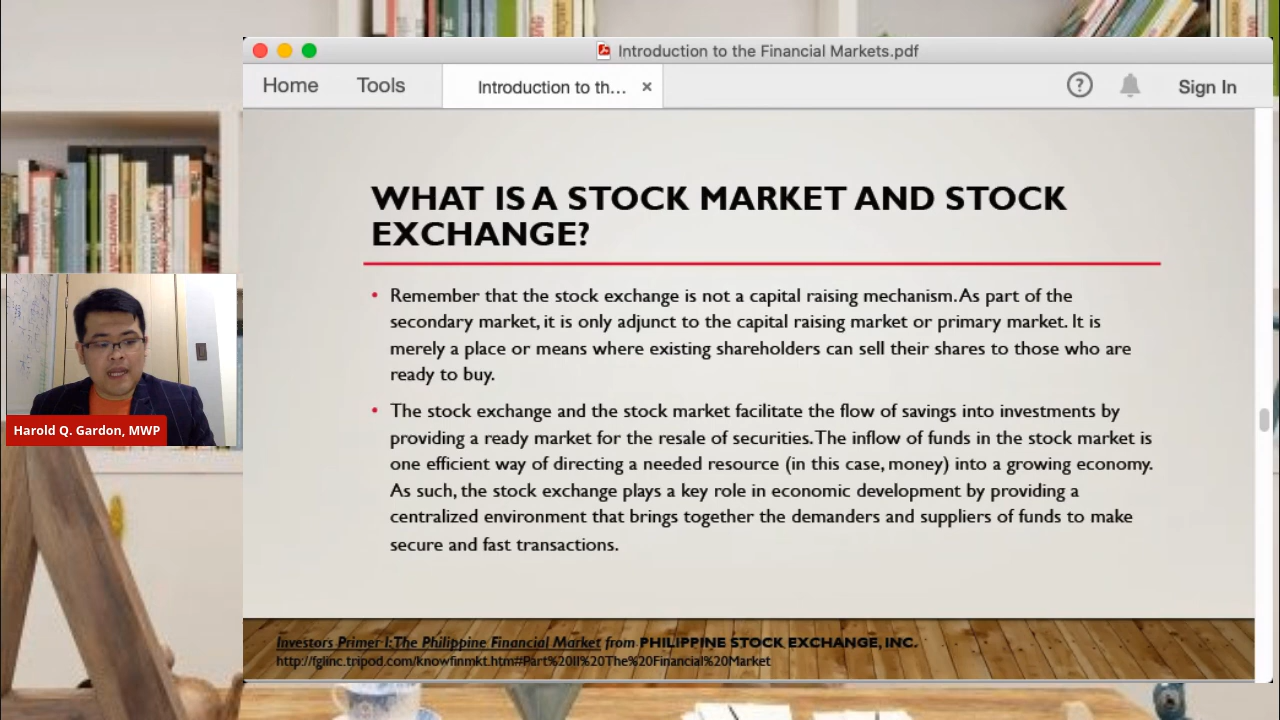 Introduction to the Financial Markets.pdf
Home
Tools
Introduction to th...
Sign In
WHAT IS A STOCK MARKET AND STOCK
EXCHANGE?
• Remember that the stock exchange is not a capital raising mechanism. As part of the
secondary market, it is only adjunct to the capital raising market or primary market. It is
merely a place or means where existing shareholders can sell their shares to those who are
ready to buy.
• The stock exchange and the stock market facilitate the flow of savings into investments by
providing a ready market for the resale of securities. The inflow of funds in the stock market is
one efficient way of directing a needed resource (in this case, money) into a growing economy.
As such, the stock exchange plays a key role in economic development by providing a
centralized environment that brings together the demanders and suppliers of funds to make
secure and fast transactions.
Harold Q. Gardon, MWP
Investors Primer I: The Philippine Financial Market from PHILIPPINE STOCK EXCHANGE, INC.
http://fglinc.tripod.com/knowfinmkt.htm#Part%20II%20The%20Financial%20Market